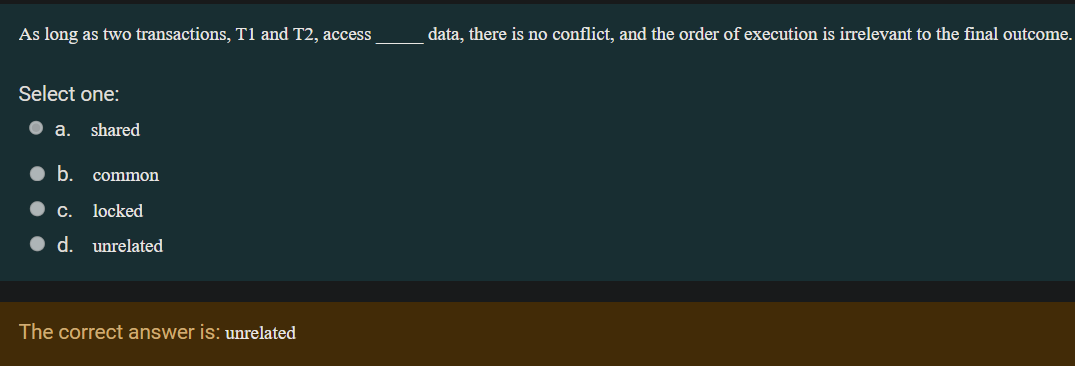 As long as two transactions, T1 and T2, access _____ data, there is no conflict, and the order of execution is irrelevant to the final outcome.
Select one:
a. shared
b. common
c. locked
d. unrelated
The correct answer is: unrelated